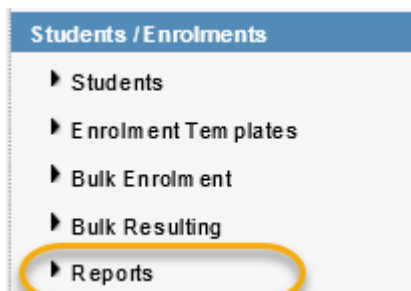 Students / Enrolments
Students
Enrolment Templates
Bulk Enrolment
Bulk Resulting
Reports